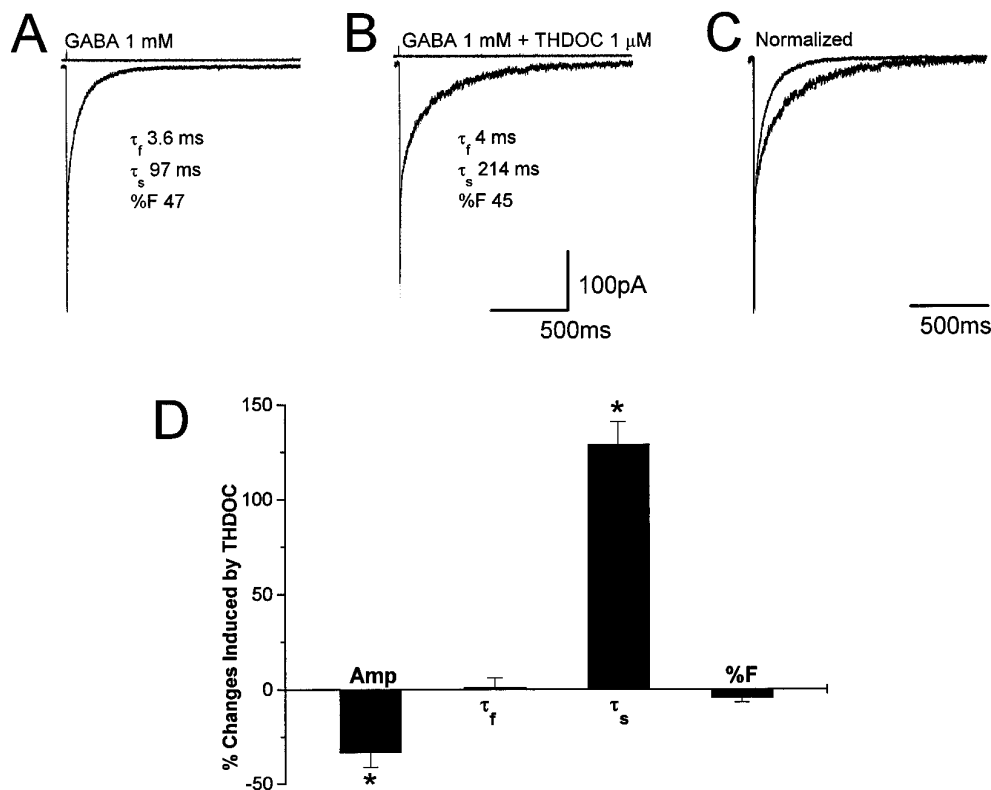 A
GABA 1 mM
τf 3.6 ms
τs 97 ms
%F 47
B
GABA 1 mM + THDOC 1 μM
τf 4 ms
τs 214 ms
%F 45
100pA
500ms
C
Normalized
500ms
D
% Changes Induced by THDOC
150
100
50
0
-50
Amp
*
τf
*
τs
%F